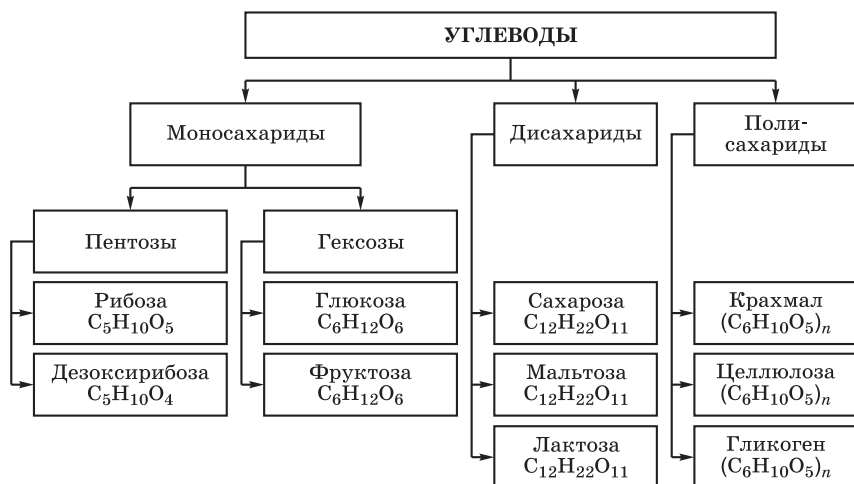 УГЛЕВОДЫ
Моносахариды
Дисахариды
Поли-
сахариды
Пентозы
Гексозы
Рибоза
C₅H₁₀O₅
Глюкоза
C₆H₁₂O₆
Сахароза
C₁₂H₂₂O₁₁
Крахмал
(C₆H₁₀O₅)ₙ
Дезоксирибоза
C₅H₁₀O₄
Фруктоза
C₆H₁₂O₆
Мальтоза
C₁₂H₂₂O₁₁
Целлюлоза
(C₆H₁₀O₅)ₙ
Лактоза
C₁₂H₂₂O₁₁
Гликоген
(C₆H₁₀O₅)ₙ